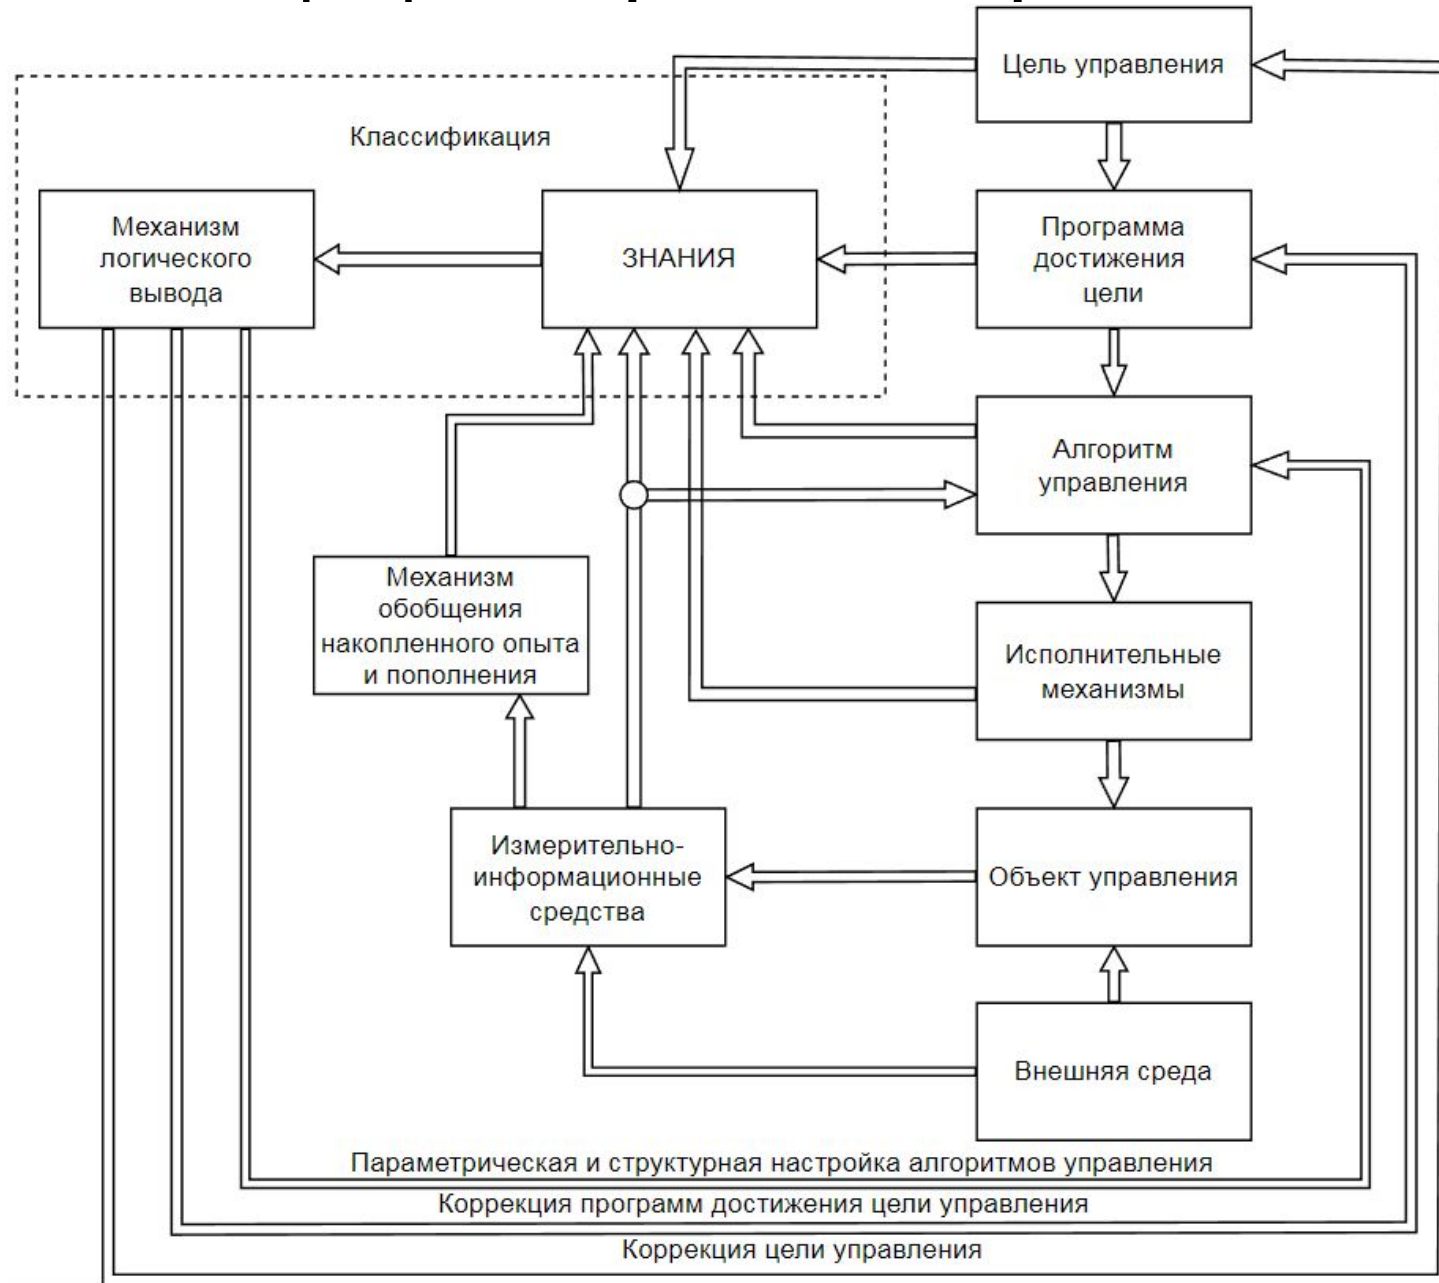 Цель управления
Классификация
Механизм
логического
вывода
ЗНАНИЯ
Программа
достижения
цели
Алгоритм
управления
Механизм
обобщения
накопленного опыта
и пополнения
Исполнительные
механизмы
Измерительно-
информационные
средства
Объект управления
Внешняя среда
Параметрическая и структурная настройка алгоритмов управления
Коррекция программ достижения цели управления
Коррекция цели управления